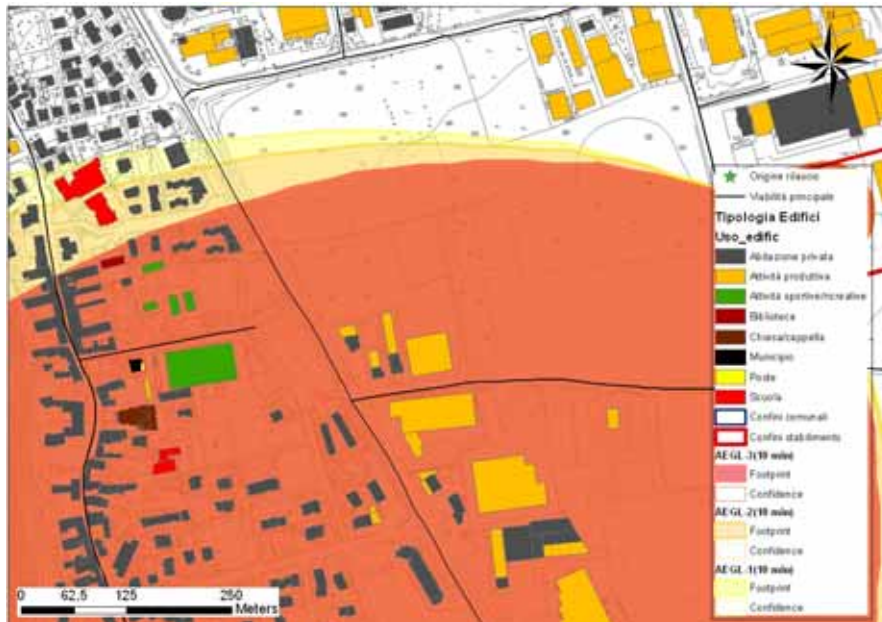 Origine rilascio
Viabilità principale
Tipologia Edifici
Uso_edific
Abitazione privata
Attività produttiva
Attività sportive/ricreative
Biblioteca
Chiesa/cappella
Municipio
Poste
Scuola
Confini comunali
Confini stabilimento
AEGL-3(10 min)
Footprint
Confidence
AEGL-2(10 min)
Footprint
Confidence
AEGL-1(10 min)
Footprint
Confidence
0 62,5 125 250
Meters